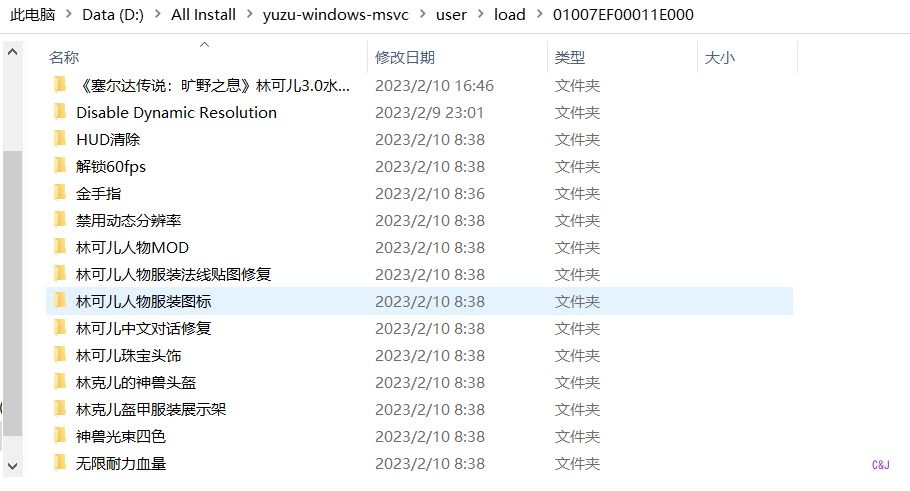 此电脑 > Data (D:) > All Install > yuzu-windows-msvc > user > load > 01007EF00011E000
名称 修改日期 类型 大小
《塞尔达传说：旷野之息》林可儿3.0水... 2023/2/10 16:46 文件夹
Disable Dynamic Resolution 2023/2/9 23:01 文件夹
HUD清除 2023/2/10 8:38 文件夹
解锁60fps 2023/2/10 8:38 文件夹
金手指 2023/2/10 8:36 文件夹
禁用动态分辨率 2023/2/10 8:38 文件夹
林可儿人物MOD 2023/2/10 8:38 文件夹
林可儿人物服装法线贴图修复 2023/2/10 8:38 文件夹
林可儿人物服装图标 2023/2/10 8:38 文件夹
林可儿中文对话修复 2023/2/10 8:38 文件夹
林可儿珠宝头饰 2023/2/10 8:38 文件夹
林克儿的神兽头盔 2023/2/10 8:38 文件夹
林克儿盔甲服装展示架 2023/2/10 8:38 文件夹
神兽光束四色 2023/2/10 8:38 文件夹
无限耐力血量 2023/2/10 8:38 文件夹
C&J